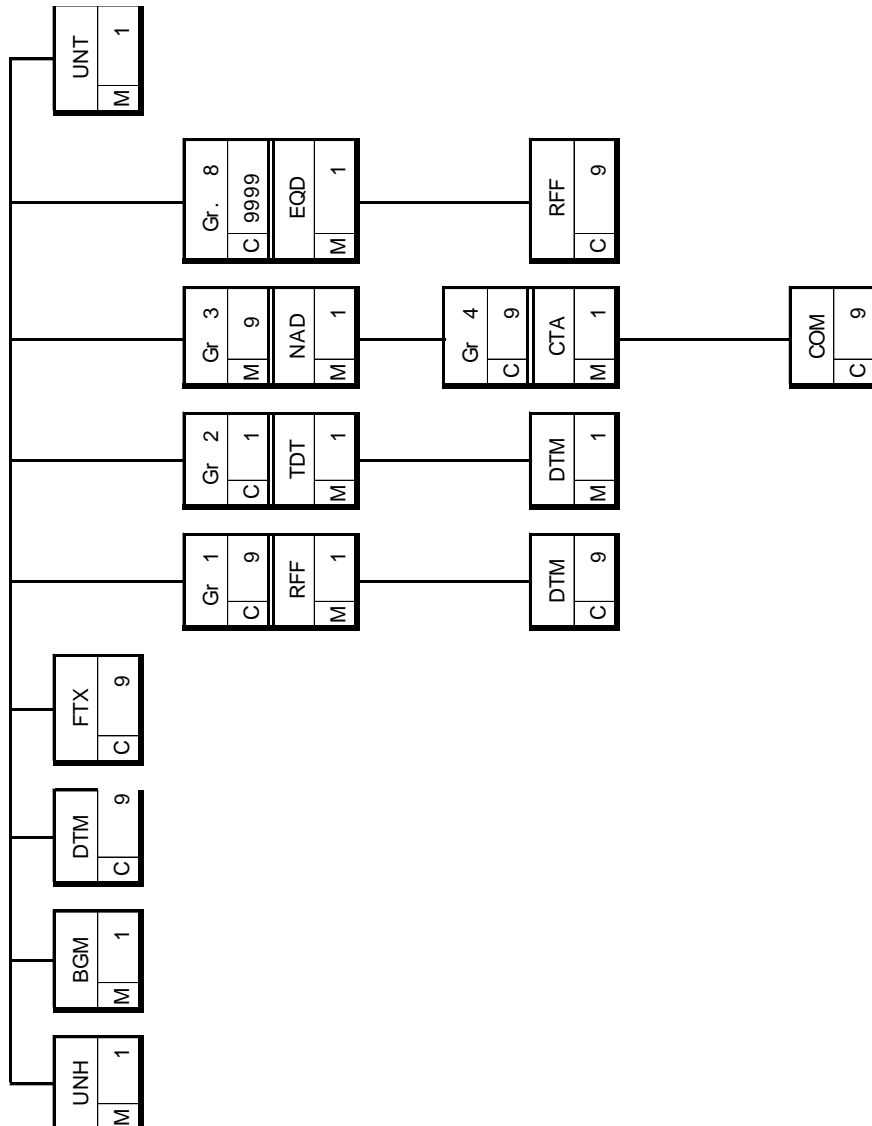 UNH
M 1
BGM
M 1
DTM
C 9
FTX
C 9
Gr 1
C 9
RFF
M 1
DTM
C 9
Gr 2
C 1
TDT
M 1
DTM
M 1
Gr 3
M 9
NAD
M 1
Gr 4
C 9
CTA
M 1
COM
C 9
Gr. 8
C 9999
EQD
M 1
RFF
C 9
UNT
M 1